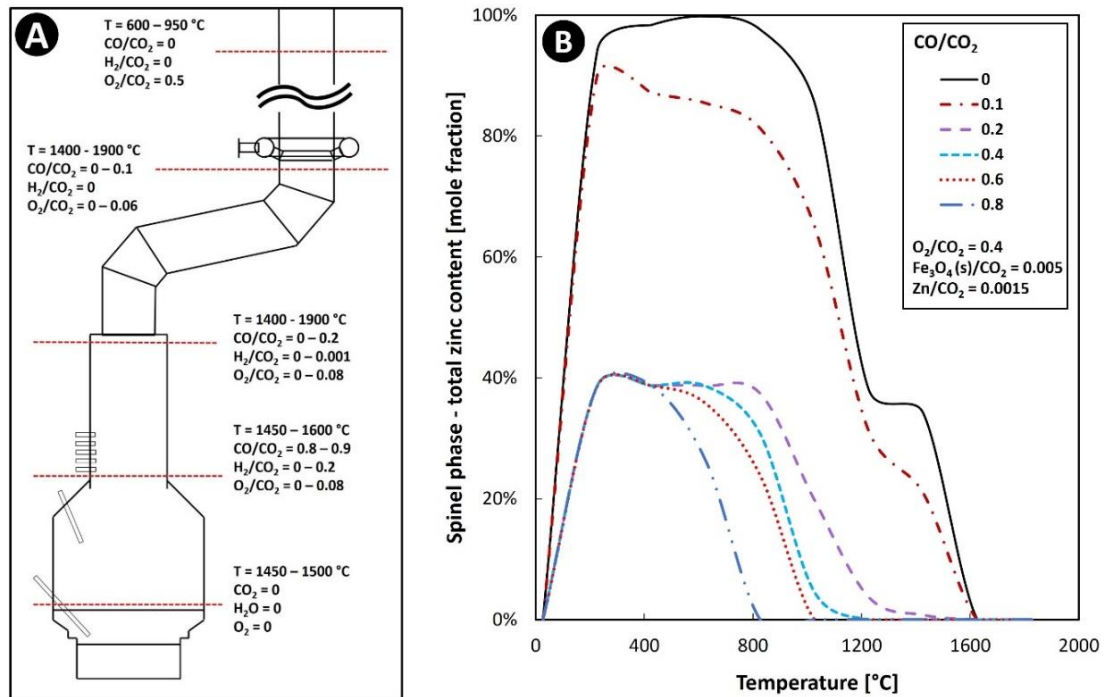 A
T = 600 – 950 °C
CO/CO₂ = 0
H₂/CO₂ = 0
O₂/CO₂ = 0.5
T = 1400 - 1900 °C
CO/CO₂ = 0 – 0.1
H₂/CO₂ = 0
O₂/CO₂ = 0 – 0.06
T = 1400 - 1900 °C
CO/CO₂ = 0 – 0.2
H₂/CO₂ = 0 – 0.001
O₂/CO₂ = 0 – 0.08
T = 1450 – 1600 °C
CO/CO₂ = 0.8 – 0.9
H₂/CO₂ = 0 – 0.2
O₂/CO₂ = 0 – 0.08
T = 1450 – 1500 °C
CO₂ = 0
H₂O = 0
O₂ = 0
B
Spinel phase - total zinc content [mole fraction]
100%
80%
60%
40%
20%
0%
0
400
800
1200
1600
2000
Temperature [°C]
CO/CO₂
0
0.1
0.2
0.4
0.6
0.8
O₂/CO₂ = 0.4
Fe₃O₄(s)/CO₂ = 0.005
Zn/CO₂ = 0.0015